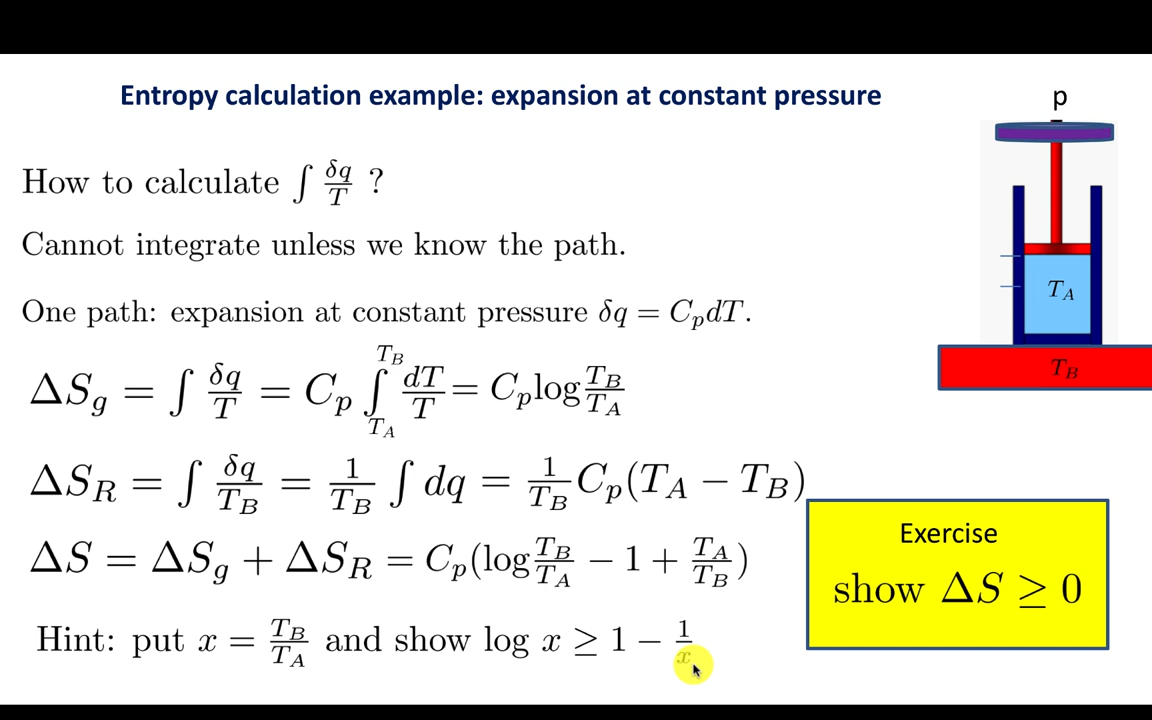 Entropy calculation example: expansion at constant pressure
p
How to calculate ∫ δq/T ?
Cannot integrate unless we know the path.
T_A
One path: expansion at constant pressure δq = C_p dT.
T_B
ΔS_g = ∫ δq/T = C_p ∫_{T_A}^{T_B} dT/T = C_p log T_B/T_A
ΔS_R = ∫ δq/T_B = 1/T_B ∫ dq = 1/T_B C_p(T_A − T_B)
ΔS = ΔS_g + ΔS_R = C_p(log T_B/T_A − 1 + T_A/T_B)
Hint: put x = T_B/T_A and show log x ≥ 1 − 1/x
Exercise
show ΔS ≥ 0